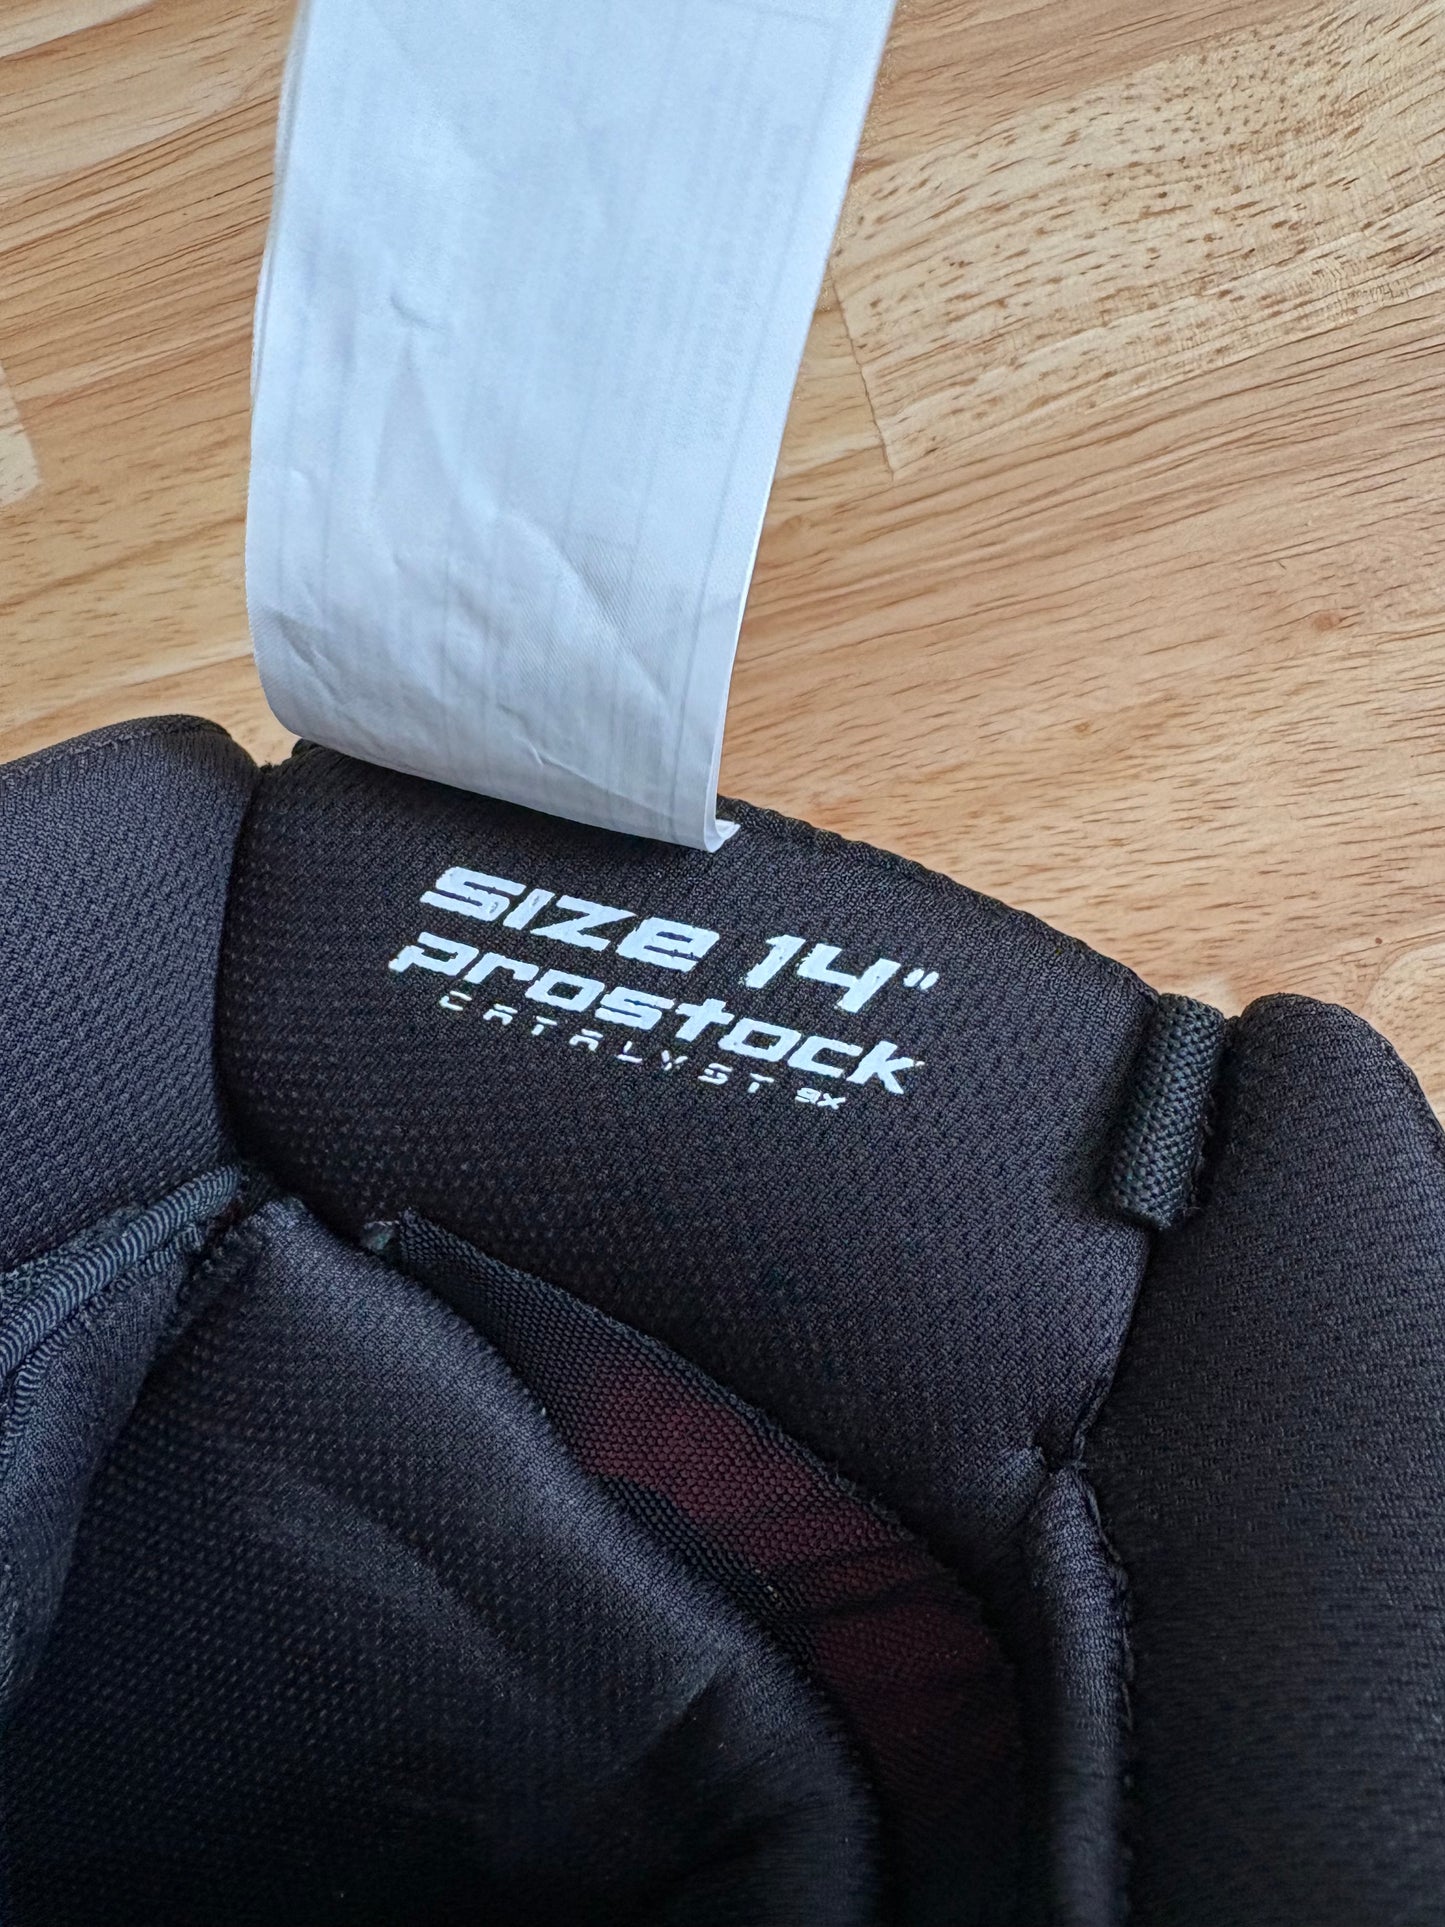 SIZE 14"
Prostock
CATALYST 9X